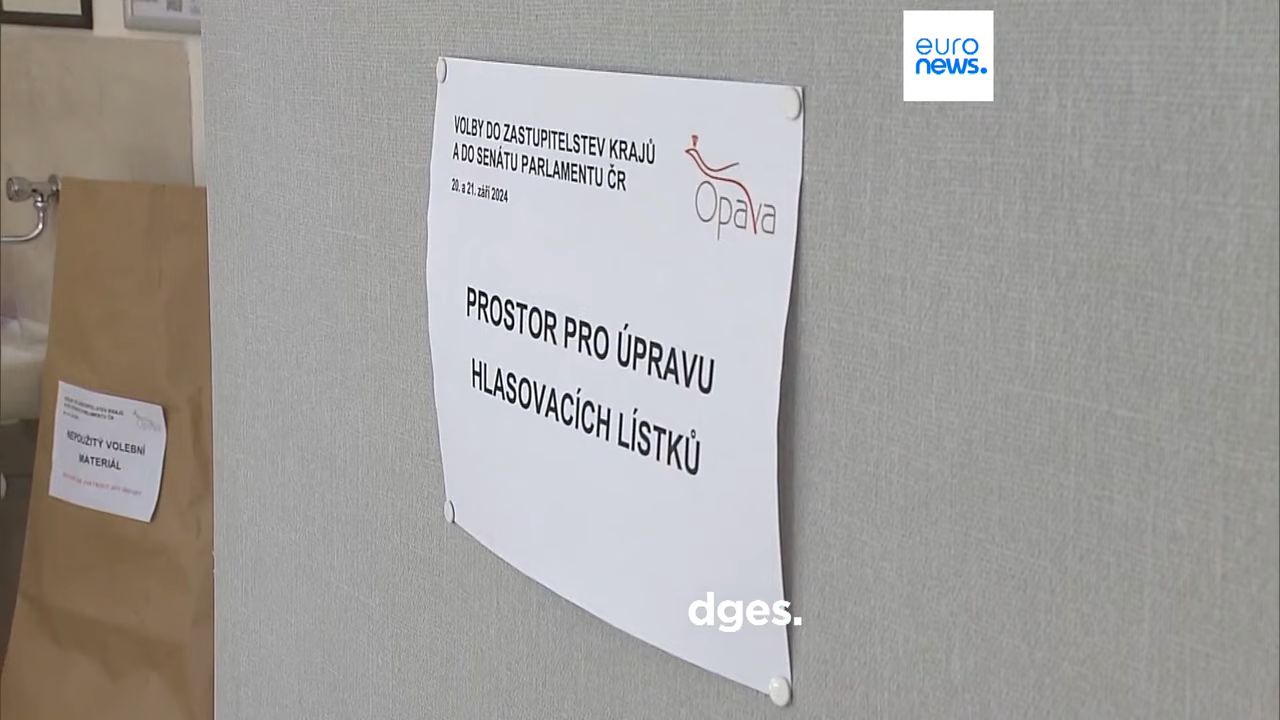 euro
news.
VOLBY DO ZASTUPITELSTEV KRAJŮ
A DO SENÁTU PARLAMENTU ČR
20. a 21. září 2024
Opava
PROSTOR PRO ÚPRAVU
HLASOVACÍCH LÍSTKŮ
NEPOUŽITÝ VOLEBNÍ
MATERIÁL
dges.